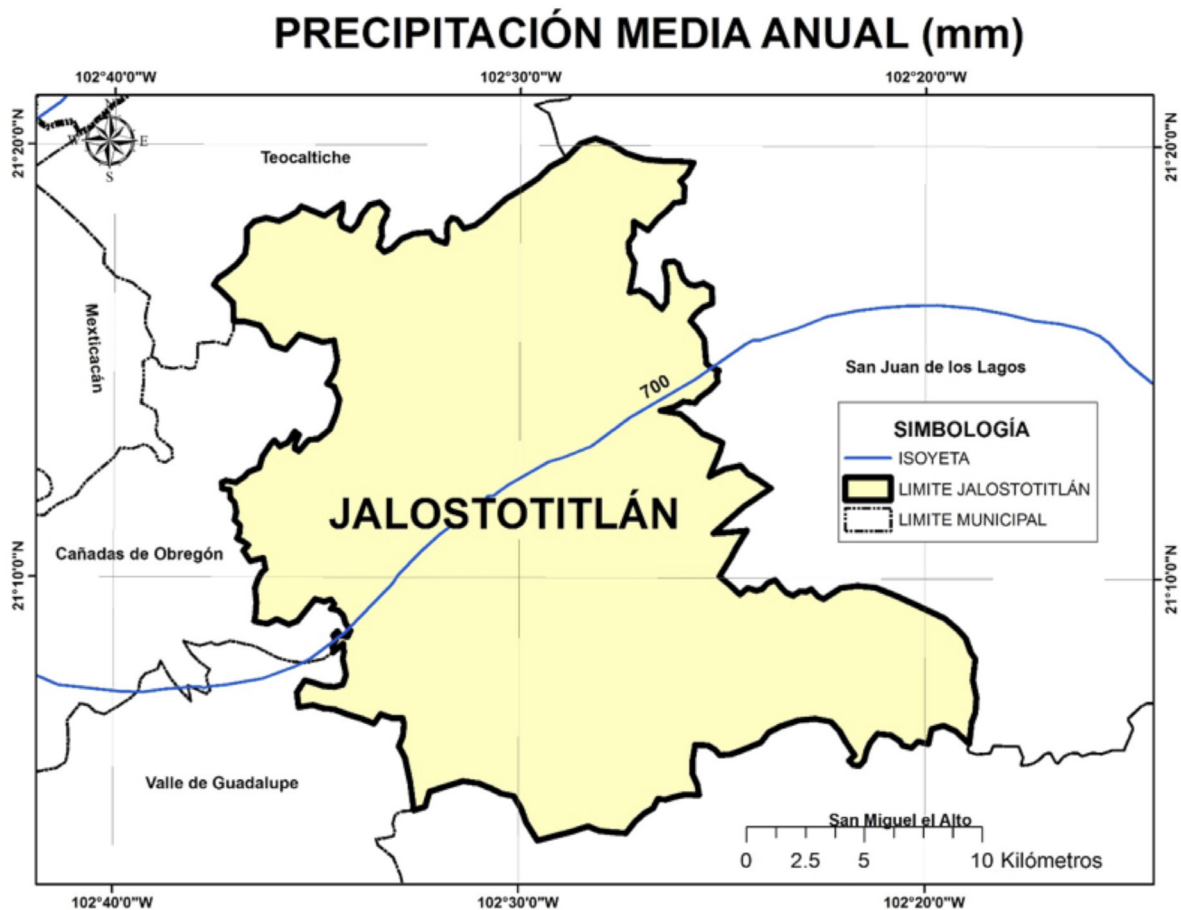 PRECIPITACIÓN MEDIA ANUAL (mm)
102°40'0"W 102°30'0"W 102°20'0"W
21°20'0"N
21°20'0"N
W E
S
Teocaltiche
Mexticacán
700
San Juan de los Lagos
SIMBOLOGÍA
ISOYETA
LIMITE JALOSTOTITLÁN
LIMITE MUNICIPAL
JALOSTOTITLÁN
Cañadas de Obregón
21°10'0"N
21°10'0"N
Valle de Guadalupe
San Miguel el Alto
0 2.5 5 10 Kilómetros
102°40'0"W 102°30'0"W 102°20'0"W